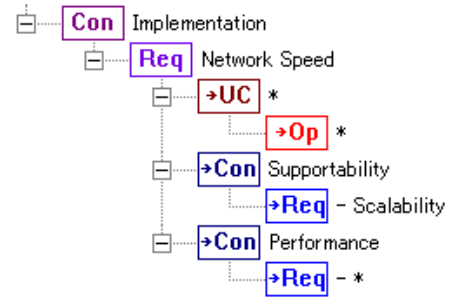 Con Implementation
Req Network Speed
→UC *
→Op *
→Con Supportability
→Req - Scalability
→Con Performance
→Req - *